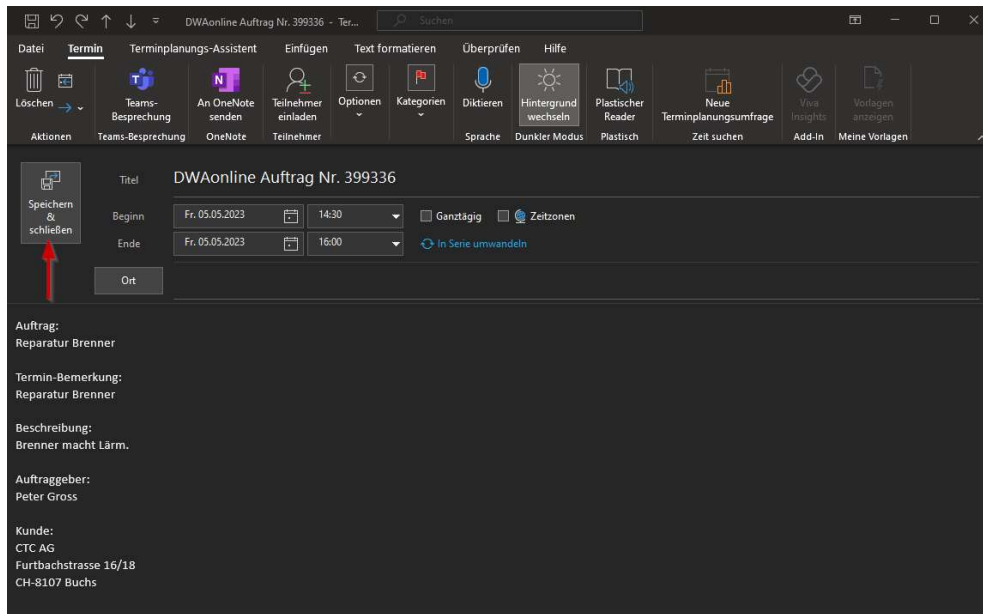 DWAonline Auftrag Nr. 399336 - Ter...
Suchen
Datei Termin Terminplanungs-Assistent Einfügen Text formatieren Überprüfen Hilfe
Löschen
Teams-
Besprechung
An OneNote
senden
Teilnehmer
einladen
Optionen
Kategorien
Diktieren
Hintergrund
wechseln
Plastischer
Reader
Neue
Terminplanungsumfrage
Viva
Insights
Vorlagen
anzeigen
Aktionen Teams-Besprechung OneNote Teilnehmer Sprache Dunkler Modus Plastisch Zeit suchen Add-In Meine Vorlagen
Speichern
&
schließen
Titel DWAonline Auftrag Nr. 399336
Beginn Fr. 05.05.2023 14:30 Ganztägig Zeitzonen
Ende Fr. 05.05.2023 16:00 In Serie umwandeln
Ort
Auftrag:
Reparatur Brenner
Termin-Bemerkung:
Reparatur Brenner
Beschreibung:
Brenner macht Lärm.
Auftraggeber:
Peter Gross
Kunde:
CTC AG
Furtbachstrasse 16/18
CH-8107 Buchs